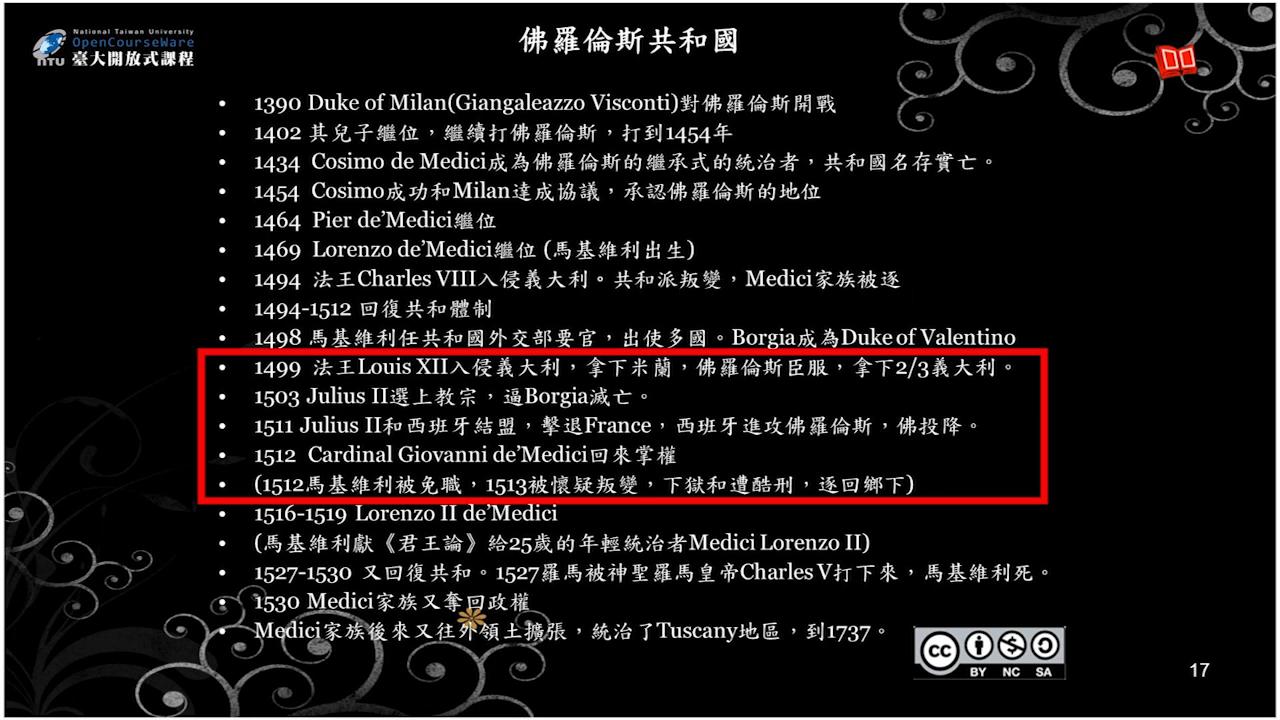 National Taiwan University
OpenCourseWare
NTU 臺大開放式課程
佛羅倫斯共和國
• 1390 Duke of Milan(Giangaleazzo Visconti)對佛羅倫斯開戰
• 1402 其兒子繼位，繼續打佛羅倫斯，打到1454年
• 1434 Cosimo de Medici成為佛羅倫斯的繼承式的統治者，共和國名存實亡。
• 1454 Cosimo成功和Milan達成協議，承認佛羅倫斯的地位
• 1464 Pier de’Medici繼位
• 1469 Lorenzo de’Medici繼位 (馬基維利出生)
• 1494 法王Charles VIII入侵義大利。共和派叛變，Medici家族被逐
• 1494-1512 回復共和體制
• 1498 馬基維利任共和國外交部要官，出使多國。Borgia成為Duke of Valentino
• 1499 法王Louis XII入侵義大利，拿下米蘭，佛羅倫斯臣服，拿下2/3義大利。
• 1503 Julius II選上教宗，逼Borgia滅亡。
• 1511 Julius II和西班牙結盟，擊退France，西班牙進攻佛羅倫斯，佛投降。
• 1512 Cardinal Giovanni de’Medici回來掌權
• (1512馬基維利被免職，1513被懷疑叛變，下獄和遭酷刑，逐回鄉下)
• 1516-1519 Lorenzo II de’Medici
• (馬基維利獻《君王論》給25歲的年輕統治者Medici Lorenzo II)
• 1527-1530 又回復共和。1527羅馬被神聖羅馬皇帝Charles V打下來，馬基維利死。
• 1530 Medici家族又奪回政權
• Medici家族後來又往外領土擴張，統治了Tuscany地區，到1737。
cc BY NC SA
17